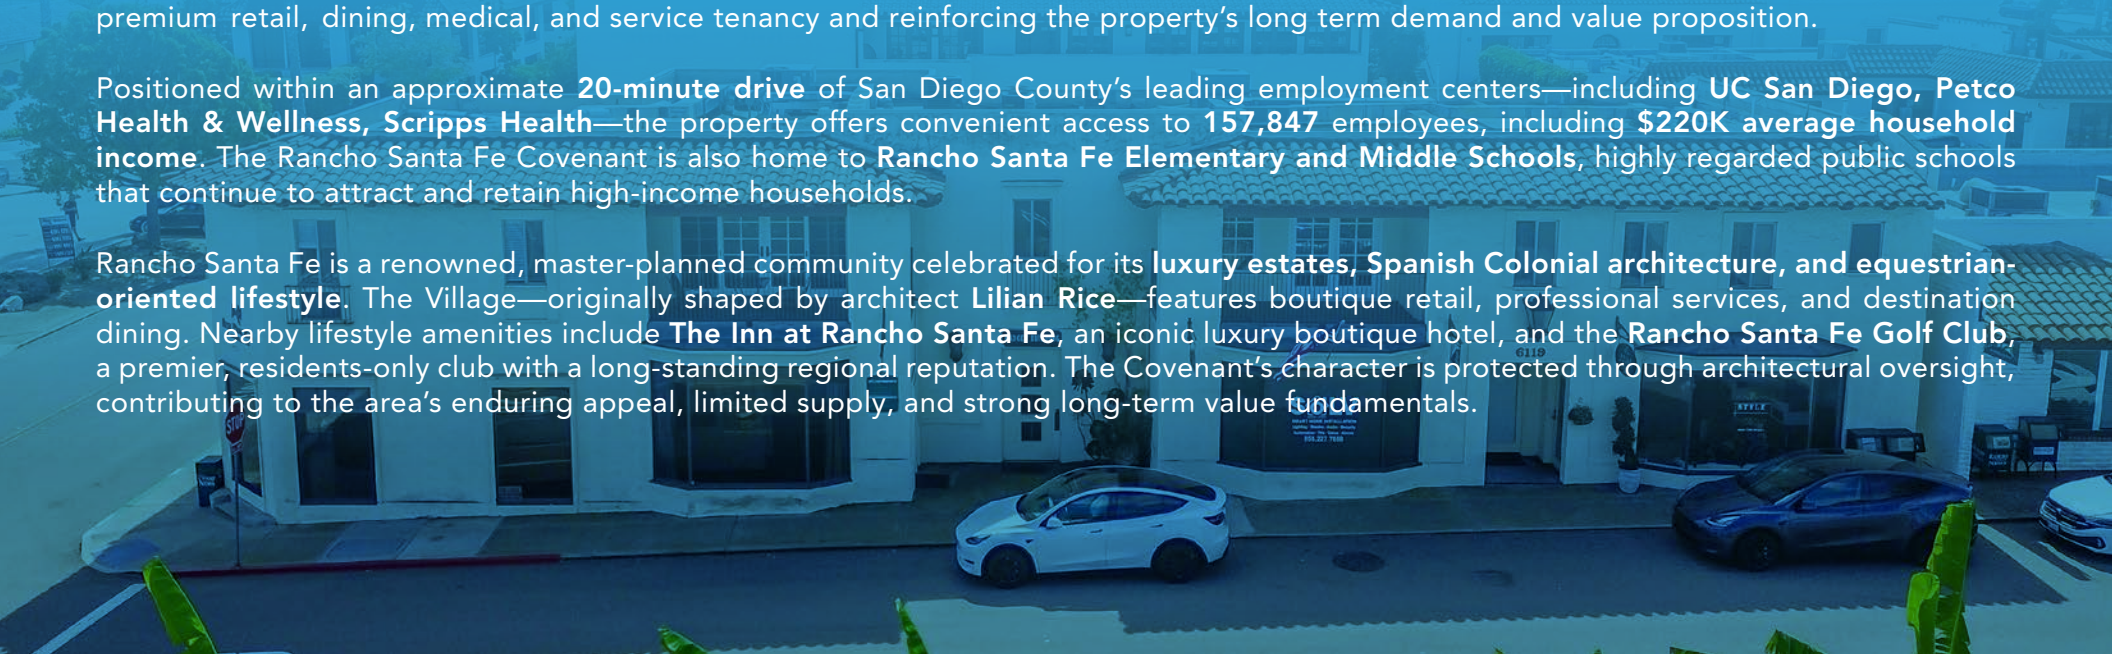 premium retail, dining, medical, and service tenancy and reinforcing the property’s long term demand and value proposition.
Positioned within an approximate 20-minute drive of San Diego County’s leading employment centers—including UC San Diego, Petco
Health & Wellness, Scripps Health—the property offers convenient access to 157,847 employees, including $220K average household
income. The Rancho Santa Fe Covenant is also home to Rancho Santa Fe Elementary and Middle Schools, highly regarded public schools
that continue to attract and retain high-income households.
Rancho Santa Fe is a renowned, master-planned community celebrated for its luxury estates, Spanish Colonial architecture, and equestrian-
oriented lifestyle. The Village—originally shaped by architect Lilian Rice—features boutique retail, professional services, and destination
dining. Nearby lifestyle amenities include The Inn at Rancho Santa Fe, an iconic luxury boutique hotel, and the Rancho Santa Fe Golf Club,
a premier, residents-only club with a long-standing regional reputation. The Covenant’s character is protected through architectural oversight,
contributing to the area’s enduring appeal, limited supply, and strong long-term value fundamentals.
6119
STYLE
STOP